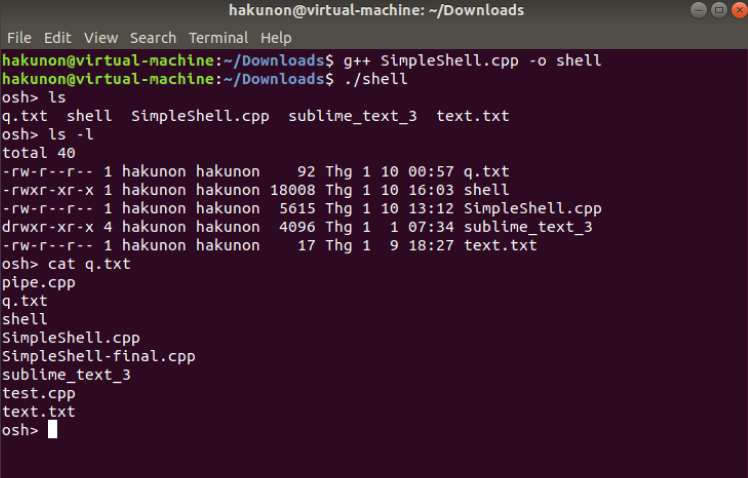 hakunon@virtual-machine: ~/Downloads
File Edit View Search Terminal Help
hakunon@virtual-machine:~/Downloads$ g++ SimpleShell.cpp -o shell
hakunon@virtual-machine:~/Downloads$ ./shell
osh> ls
q.txt  shell  SimpleShell.cpp  sublime_text_3  text.txt
osh> ls -l
total 40
-rw-r--r-- 1 hakunon hakunon    92 Thg 1 10 00:57 q.txt
-rwxr-xr-x 1 hakunon hakunon 18008 Thg 1 10 16:03 shell
-rw-r--r-- 1 hakunon hakunon  5615 Thg 1 10 13:12 SimpleShell.cpp
drwxr-xr-x 4 hakunon hakunon  4096 Thg 1  1 07:34 sublime_text_3
-rw-r--r-- 1 hakunon hakunon    17 Thg 1  9 18:27 text.txt
osh> cat q.txt
pipe.cpp
q.txt
shell
SimpleShell.cpp
SimpleShell-final.cpp
sublime_text_3
test.cpp
text.txt
osh>